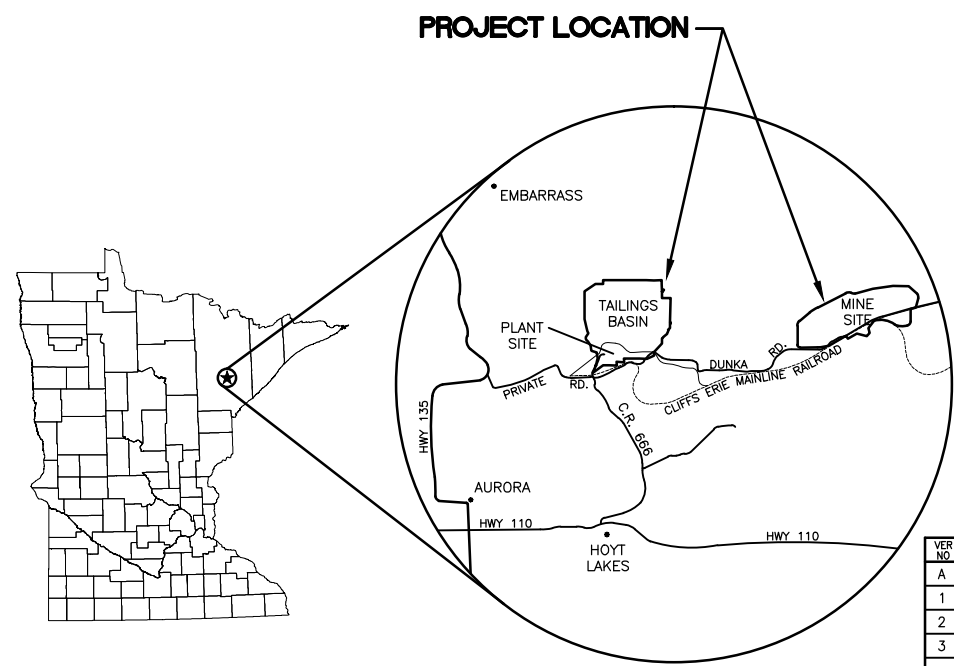 PROJECT LOCATION
EMBARRASS
TAILINGS
BASIN
MINE
SITE
PLANT
SITE
DUNKA RD.
PRIVATE RD.
CLIFFS ERIE MAINLINE RAILROAD
HWY 135
C.R. 666
AURORA
HWY 110
HWY 110
HOYT
LAKES
VER
NO
A
1
2
3